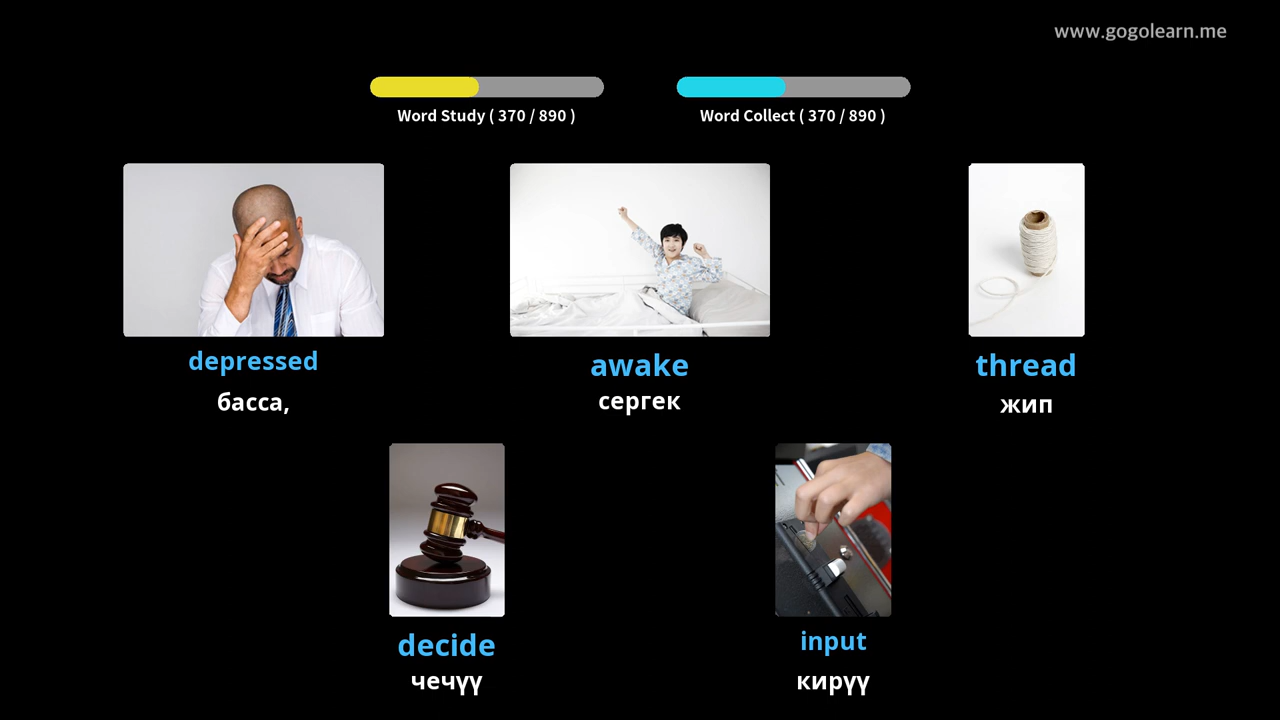 www.gogolearn.me
Word Study ( 370 / 890 )
Word Collect ( 370 / 890 )
depressed
басса,
awake
сергек
thread
жип
decide
чечүү
input
кирүү